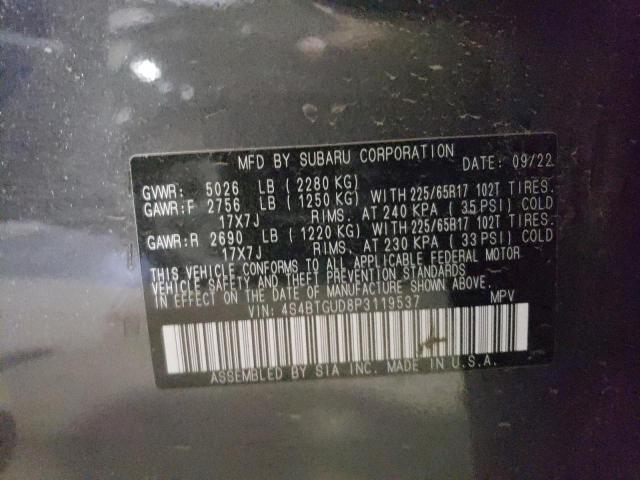 MFD BY SUBARU CORPORATION DATE: 09/22
GVWR: 5026 LB ( 2280 KG)
GAWR:F 2756 LB ( 1250 KG) WITH 225/65R17 102T TIRES.
17X7J RIMS. AT 240 KPA ( 35 PSI) COLD
GAWR:R 2690 LB ( 1220 KG) WITH 225/65R17 102T TIRES.
17X7J RIMS. AT 230 KPA ( 33 PSI) COLD
THIS VEHICLE CONFORMS TO ALL APPLICABLE FEDERAL MOTOR
VEHICLE SAFETY AND THEFT PREVENTION STANDARDS
IN EFFECT ON THE DATE OF MANUFACTURE SHOWN ABOVE.
VIN: 4S4BTGUD8P3119537 MPV
ASSEMBLED BY SIA INC. MADE IN U.S.A.